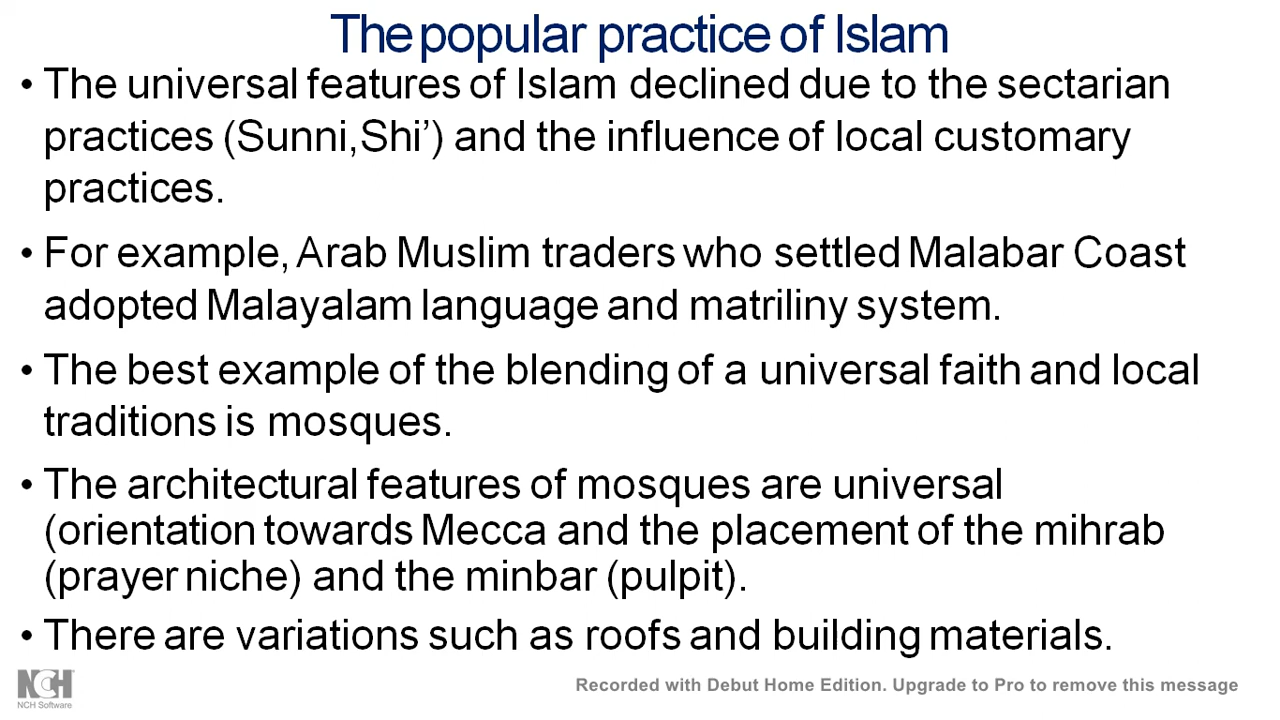 The popular practice of Islam
• The universal features of Islam declined due to the sectarian
practices (Sunni,Shi’) and the influence of local customary
practices.
• For example, Arab Muslim traders who settled Malabar Coast
adopted Malayalam language and matriliny system.
• The best example of the blending of a universal faith and local
traditions is mosques.
• The architectural features of mosques are universal
(orientation towards Mecca and the placement of the mihrab
(prayer niche) and the minbar (pulpit).
• There are variations such as roofs and building materials.
NCH
NCH Software
Recorded with Debut Home Edition. Upgrade to Pro to remove this message